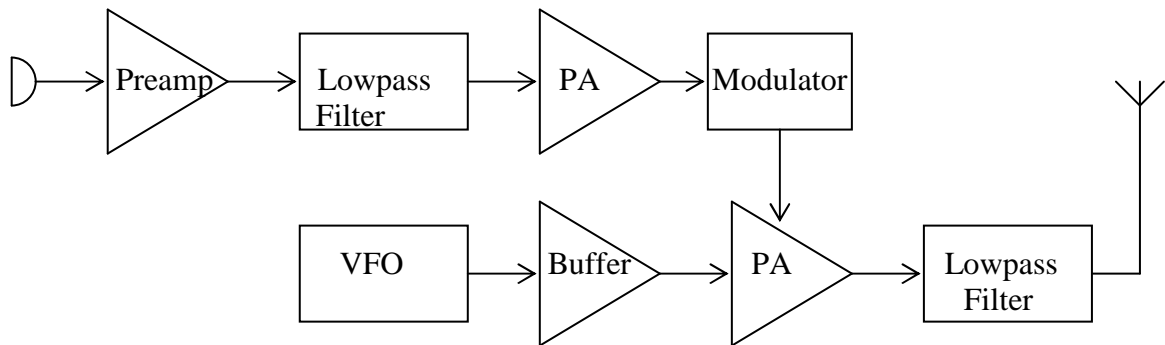 Preamp
Lowpass
Filter
PA
Modulator
VFO
Buffer
PA
Lowpass
Filter